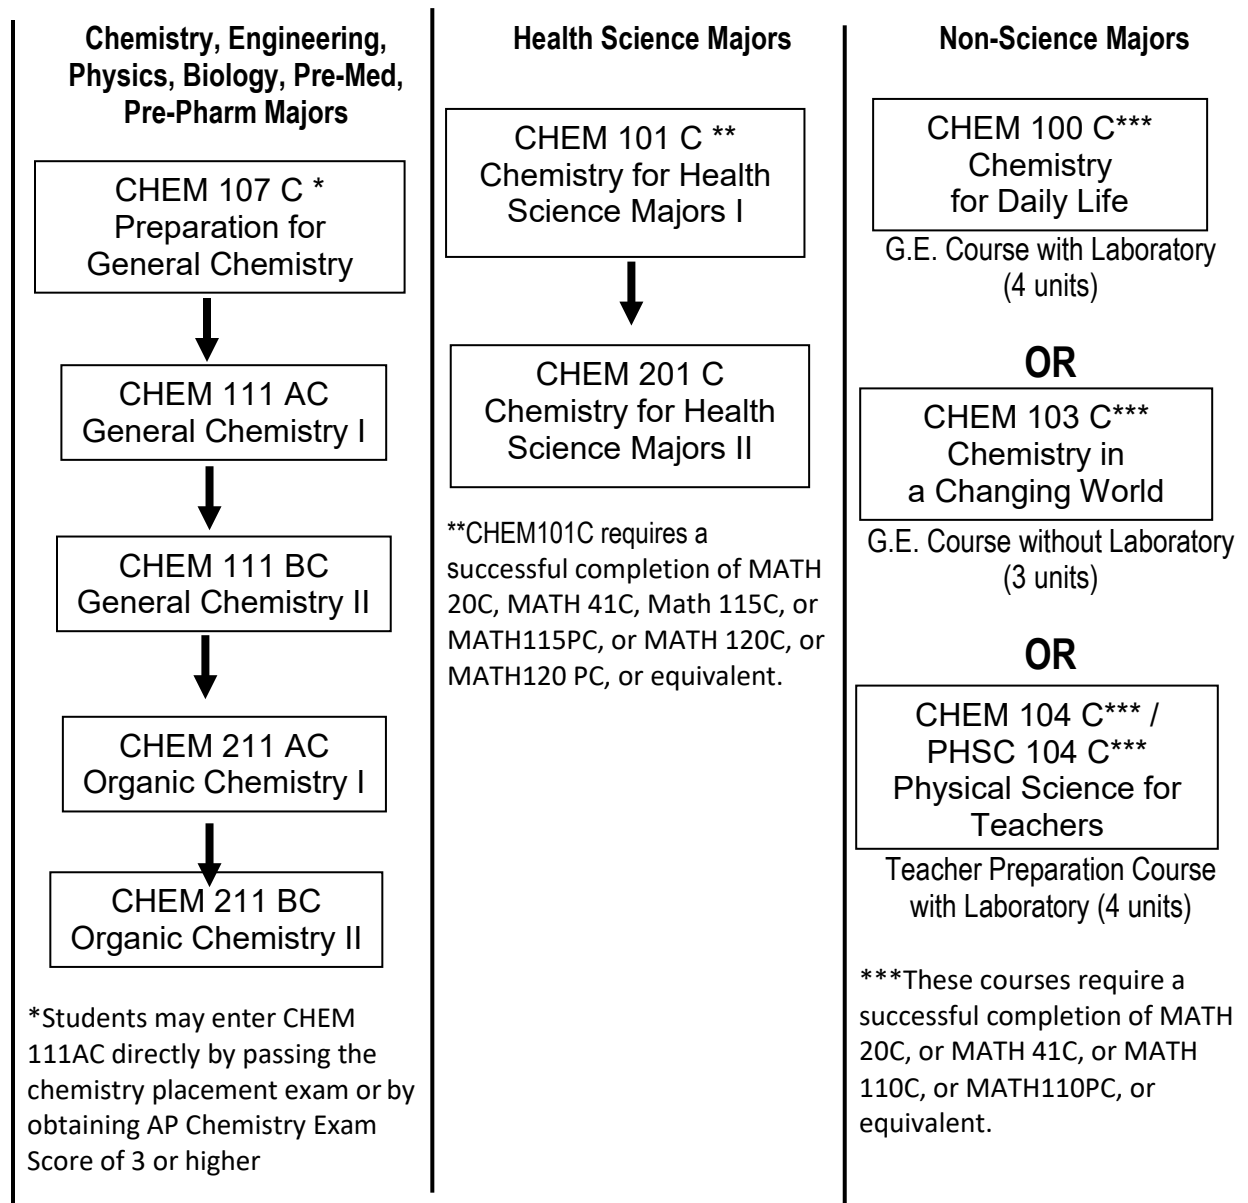 Chemistry, Engineering,
Physics, Biology, Pre-Med,
Pre-Pharm Majors
CHEM 107 C *
Preparation for
General Chemistry
CHEM 111 AC
General Chemistry I
CHEM 111 BC
General Chemistry II
CHEM 211 AC
Organic Chemistry I
CHEM 211 BC
Organic Chemistry II
*Students may enter CHEM
111AC directly by passing the
chemistry placement exam or by
obtaining AP Chemistry Exam
Score of 3 or higher
Health Science Majors
CHEM 101 C **
Chemistry for Health
Science Majors I
CHEM 201 C
Chemistry for Health
Science Majors II
**CHEM101C requires a
successful completion of MATH
20C, MATH 41C, Math 115C, or
MATH115PC, or MATH 120C, or
MATH120 PC, or equivalent.
Non-Science Majors
CHEM 100 C***
Chemistry
for Daily Life
G.E. Course with Laboratory
(4 units)
OR
CHEM 103 C***
Chemistry in
a Changing World
G.E. Course without Laboratory
(3 units)
OR
CHEM 104 C*** /
PHSC 104 C***
Physical Science for
Teachers
Teacher Preparation Course
with Laboratory (4 units)
***These courses require a
successful completion of MATH
20C, or MATH 41C, or MATH
110C, or MATH110PC, or
equivalent.